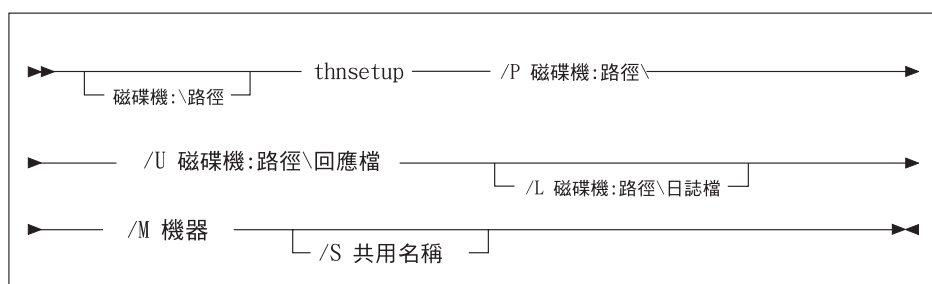 thnsetup /P 磁碟機:路徑\
磁碟機:\路徑
/U 磁碟機:路徑\回應檔
/L 磁碟機:路徑\日誌檔
/M 機器
/S 共用名稱